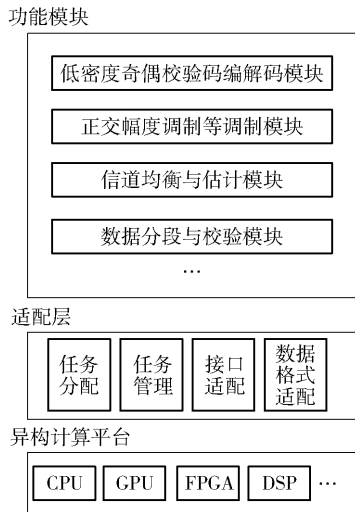 功能模块
低密度奇偶校验码编解码模块
正交幅度调制等调制模块
信道均衡与估计模块
数据分段与校验模块
…
适配层
任务
分配
任务
管理
接口
适配
数据
格式
适配
异构计算平台
CPU GPU FPGA DSP …